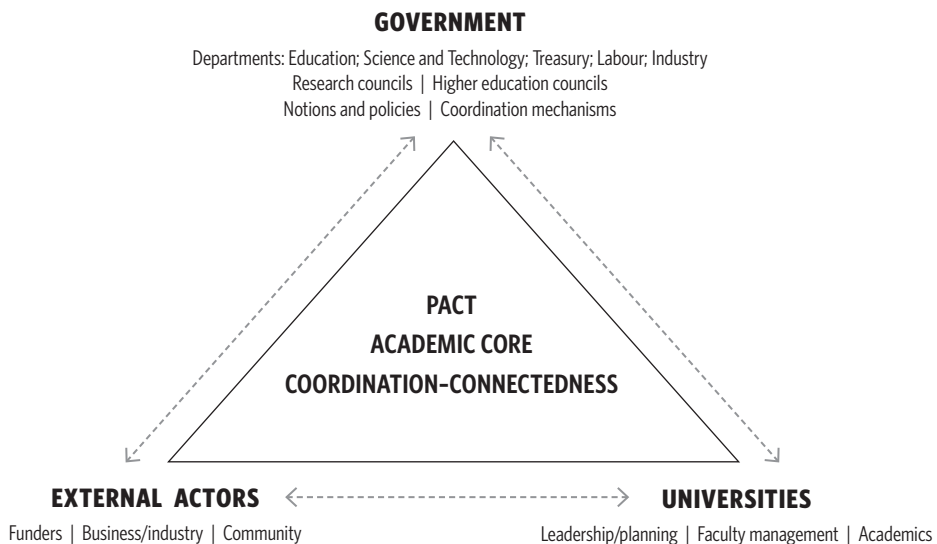 GOVERNMENT
Departments: Education; Science and Technology; Treasury; Labour; Industry
Research councils | Higher education councils
Notions and policies | Coordination mechanisms
PACT
ACADEMIC CORE
COORDINATION–CONNECTEDNESS
EXTERNAL ACTORS
Funders | Business/industry | Community
UNIVERSITIES
Leadership/planning | Faculty management | Academics